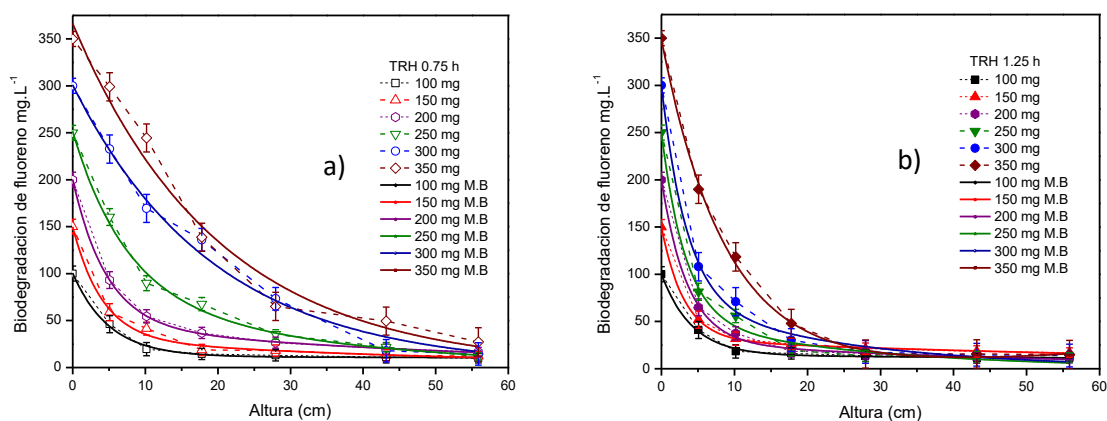 Biodegradacion de fluoreno mg.L-1
350
300
250
200
150
100
50
0
0 10 20 30 40 50 60
Altura (cm)
a)
TRH 0.75 h
100 mg
150 mg
200 mg
250 mg
300 mg
350 mg
100 mg M.B
150 mg M.B
200 mg M.B
250 mg M.B
300 mg M.B
350 mg M.B
Biodegradacion de fluoreno mg.L-1
350
300
250
200
150
100
50
0
0 10 20 30 40 50 60
Altura (cm)
b)
TRH 1.25 h
100 mg
150 mg
200 mg
250 mg
300 mg
350 mg
100 mg M.B
150 mg M.B
200 mg M.B
250 mg M.B
300 mg M.B
350 mg M.B